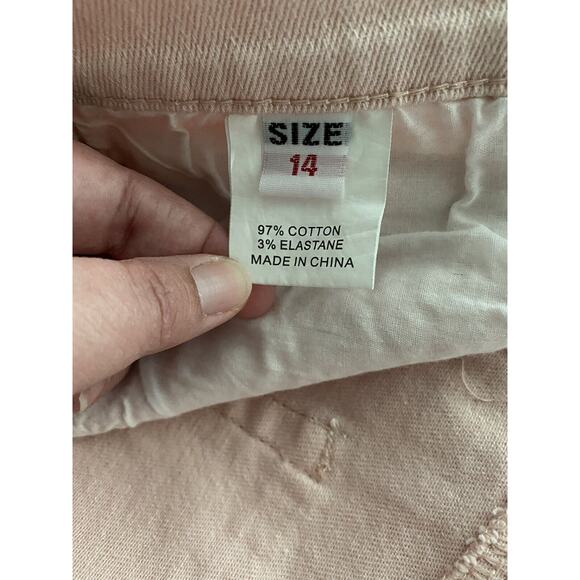 SIZE
14
97% COTTON
3% ELASTANE
MADE IN CHINA